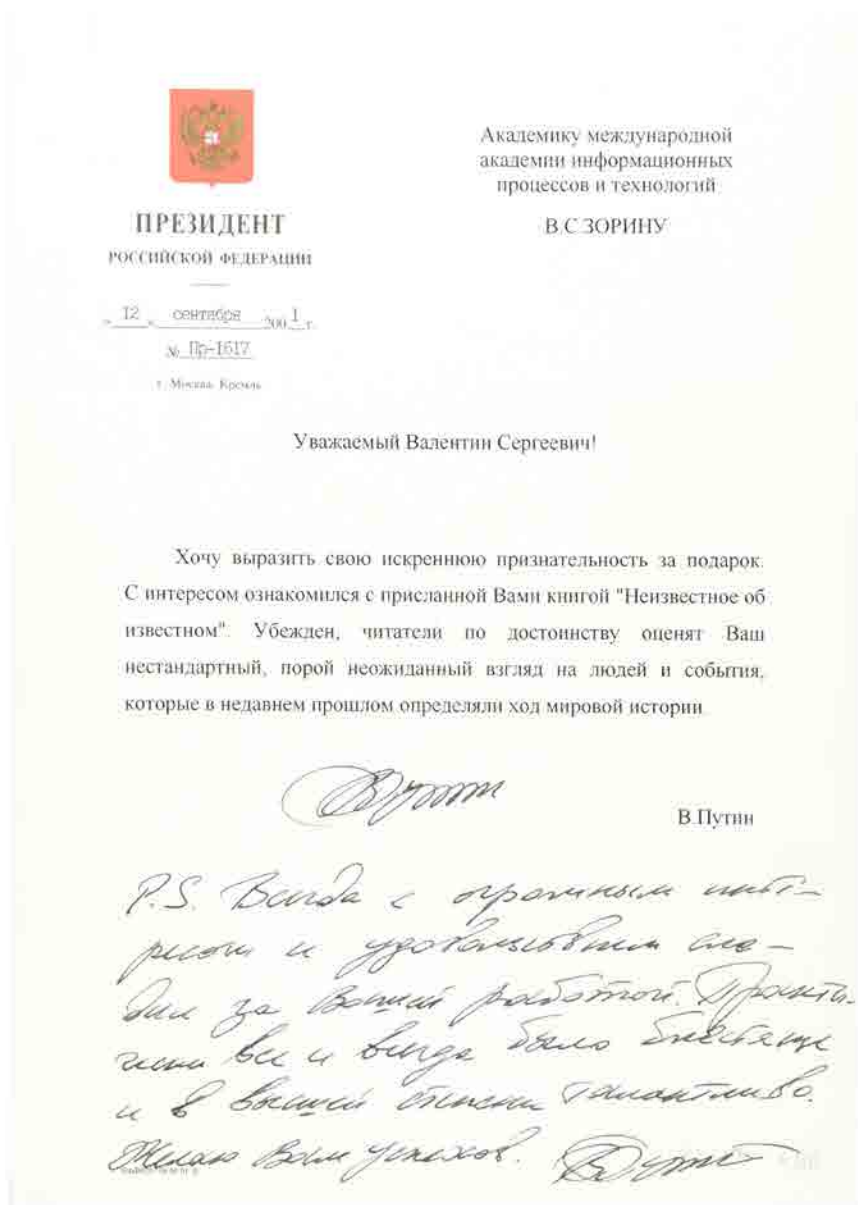 Академику международной
академии информационных
процессов и технологий
В.С.ЗОРИНУ
ПРЕЗИДЕНТ
РОССИЙСКОЙ ФЕДЕРАЦИИ
„ 12 „ сентября 200 1 г.
№ Пр-1617
г. Москва, Кремль
Уважаемый Валентин Сергеевич!
Хочу выразить свою искреннюю признательность за подарок.
С интересом ознакомился с присланной Вами книгой "Неизвестное об
известном". Убежден, читатели по достоинству оценят Ваш
нестандартный, порой неожиданный взгляд на людей и события,
которые в недавнем прошлом определяли ход мировой истории.
В.Путин
P.S. Всегда с огромным инте-
ресом и удовольствием сле-
дил за Вашей работой. Практи-
чески все и всегда было блестяще
и в высшей степени талантливо.
Желаю Вам успехов.